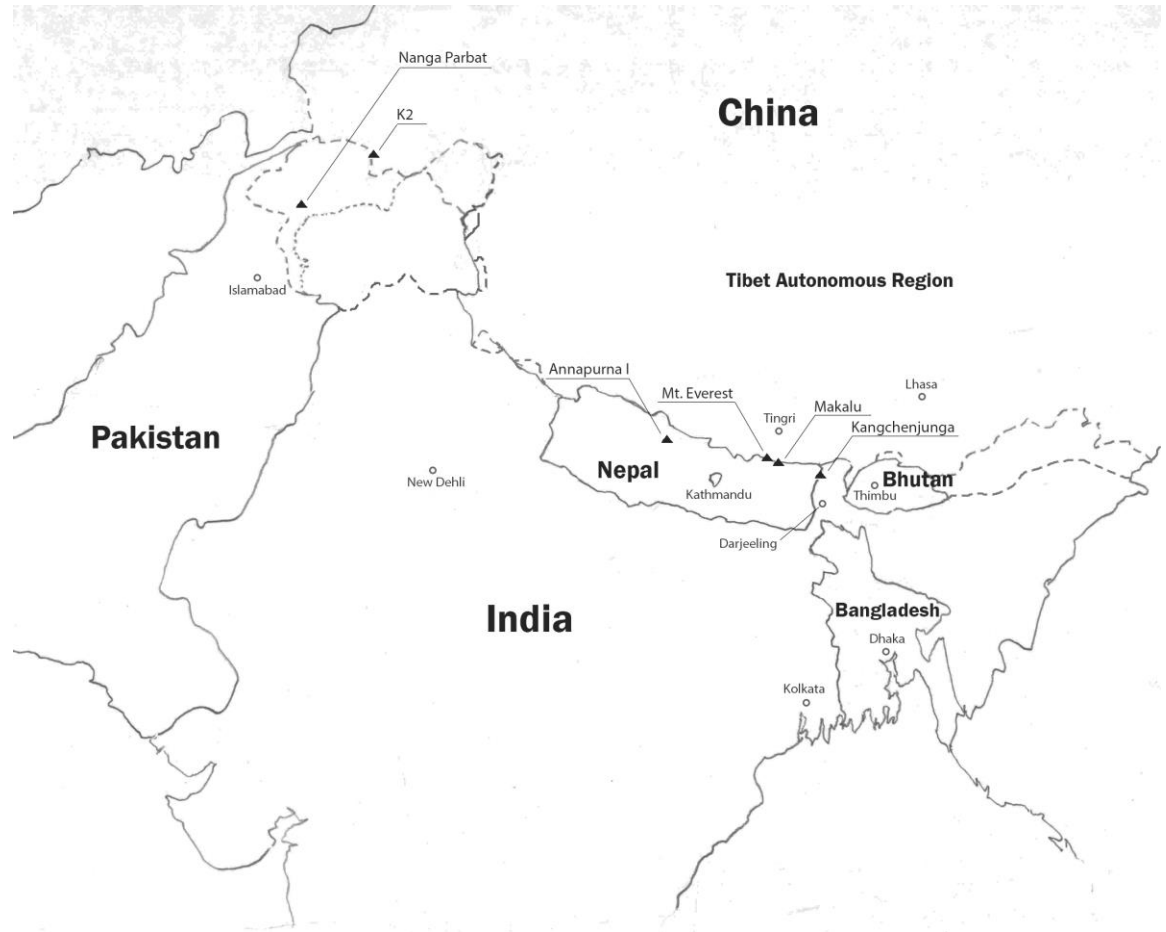 Nanga Parbat
K2
China
Islamabad
Tibet Autonomous Region
Annapurna I
Mt. Everest
Lhasa
Tingri
Makalu
Kangchenjunga
Pakistan
New Dehli
Nepal
Kathmandu
Bhutan
Thimbu
Darjeeling
India
Bangladesh
Dhaka
Kolkata